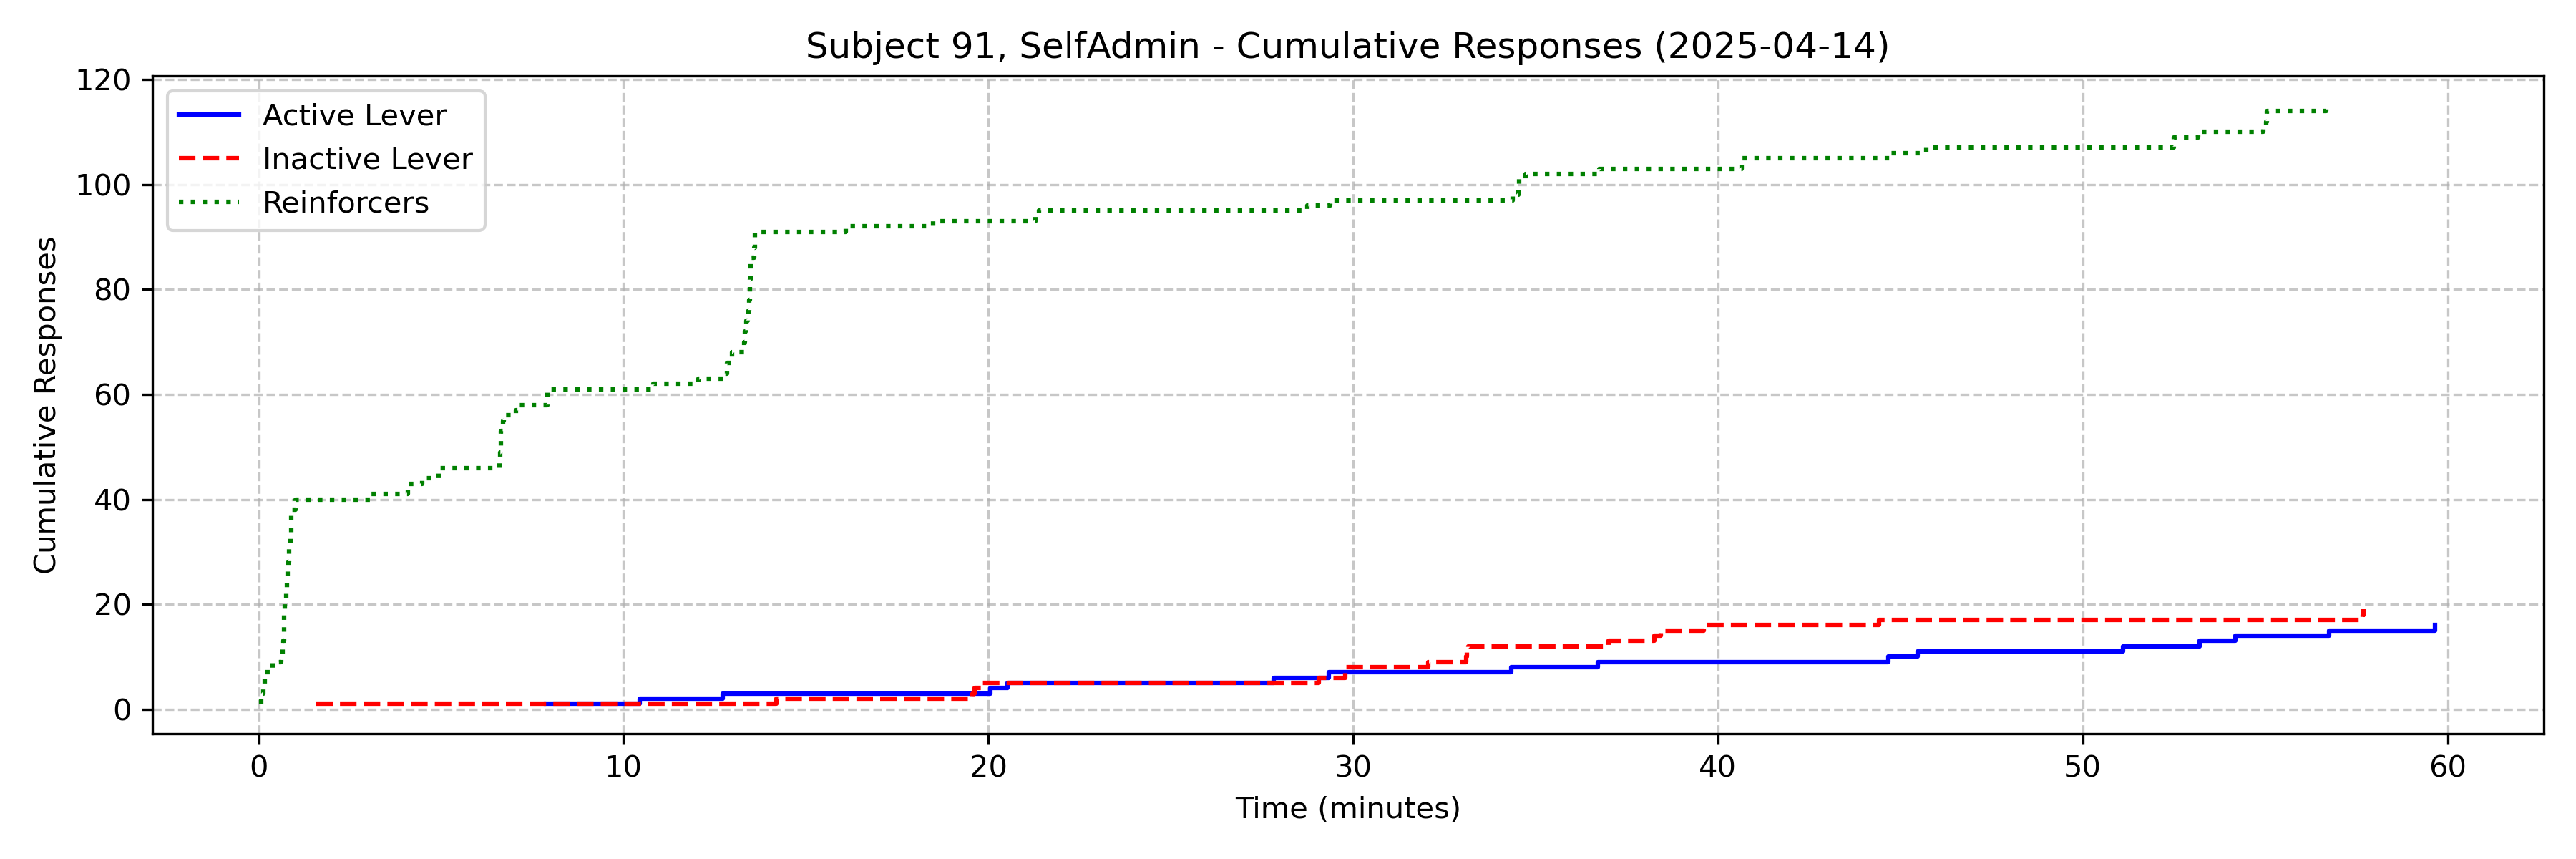 Subject 91, SelfAdmin - Cumulative Responses (2025-04-14)
120
100
80
60
40
20
0
Cumulative Responses
Active Lever
Inactive Lever
Reinforcers
0 10 20 30 40 50 60
Time (minutes)